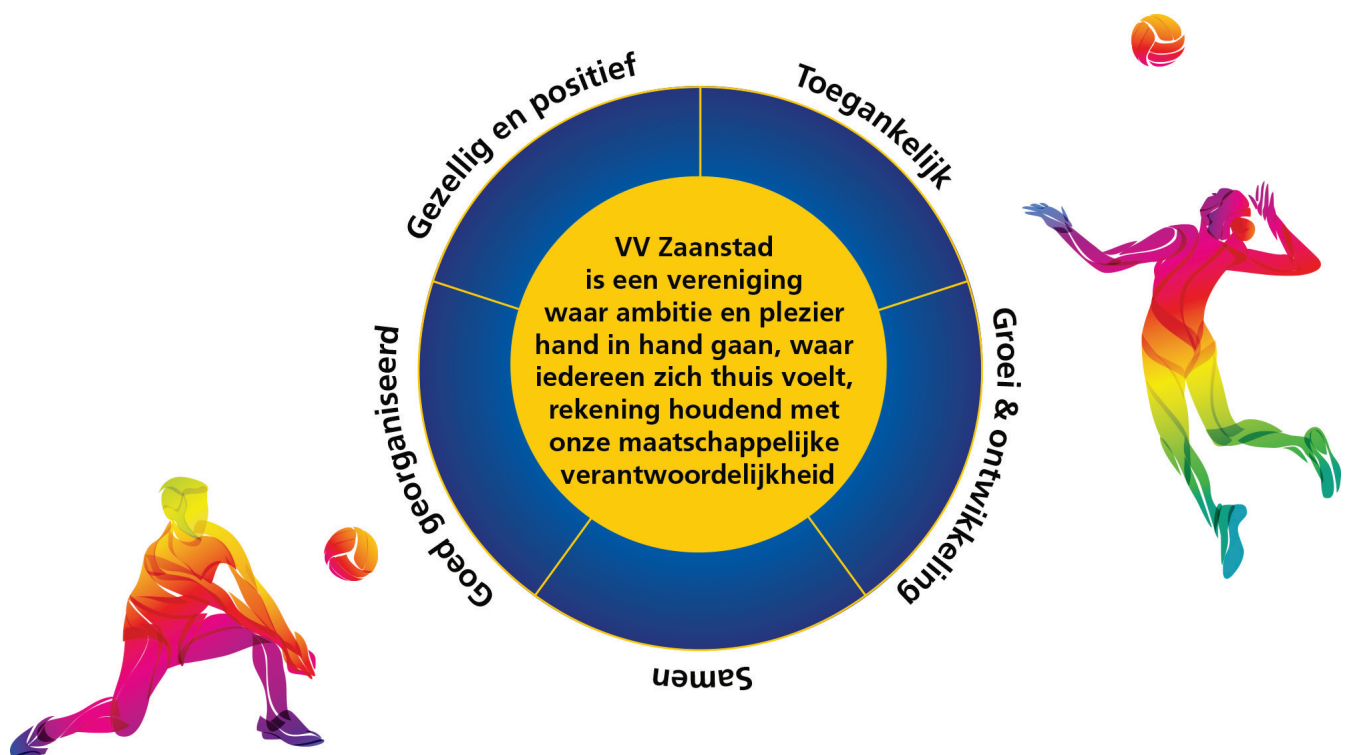 Gezellig en positief
Toegankelijk
Groei & ontwikkeling
Samen
Goed georganiseerd
VV Zaanstad
is een vereniging
waar ambitie en plezier
hand in hand gaan, waar
iedereen zich thuis voelt,
rekening houdend met
onze maatschappelijke
verantwoordelijkheid